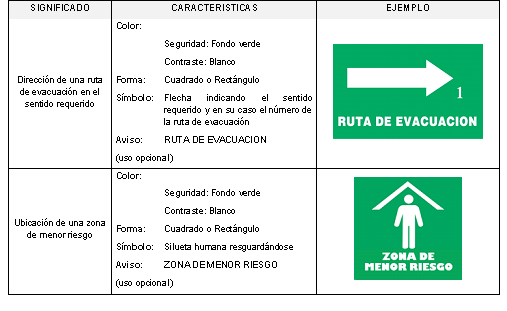 SIGNIFICADO CARACTERISTICAS EJEMPLO
Dirección de una ruta
de evacuación en el
sentido requerido
Color:
Seguridad: Fondo verde
Contraste: Blanco
Forma: Cuadrado o Rectángulo
Símbolo: Flecha indicando el sentido
requerido y en su caso el número de
la ruta de evacuación
Aviso: RUTA DE EVACUACION
(uso opcional)
1
RUTA DE EVACUACION
Ubicación de una zona
de menor riesgo
Color:
Seguridad: Fondo verde
Contraste: Blanco
Forma: Cuadrado o Rectángulo
Símbolo: Silueta humana resguardándose
Aviso: ZONA DE MENOR RIESGO
(uso opcional)
ZONA DE
MENOR RIESGO